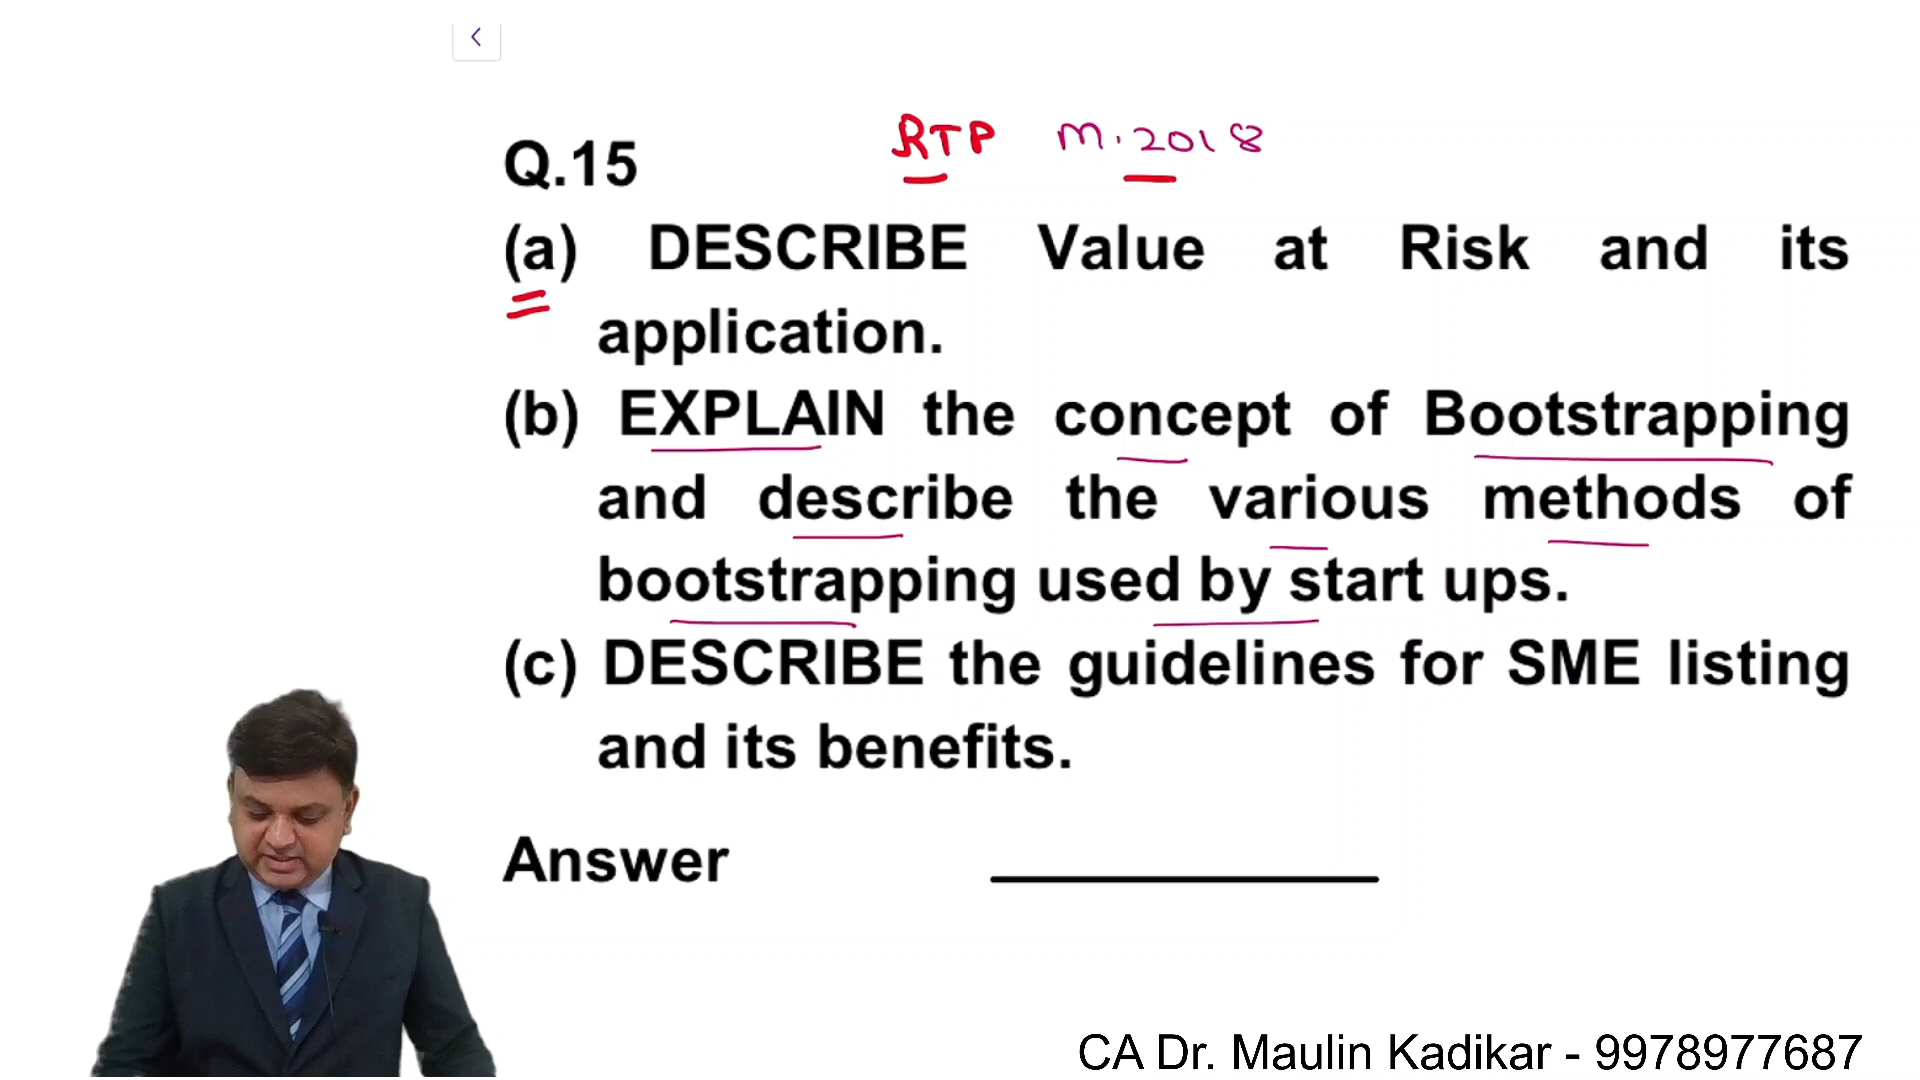 Q.15 RTP M.2018
(a) DESCRIBE Value at Risk and its
application.
(b) EXPLAIN the concept of Bootstrapping
and describe the various methods of
bootstrapping used by start ups.
(c) DESCRIBE the guidelines for SME listing
and its benefits.
Answer
CA Dr. Maulin Kadikar - 9978977687